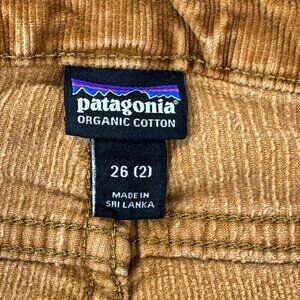 patagonia
ORGANIC COTTON
26 (2)
MADE IN
SRI LANKA